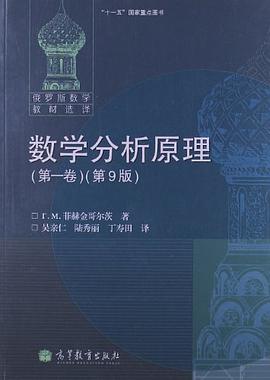 “十一五”国家重点图书
俄罗斯数学
教材选译
数学分析原理
(第一卷)(第9版)
Г. М. 菲赫金哥尔茨 著
吴亲仁 陆秀丽 丁寿田 译
高等教育出版社